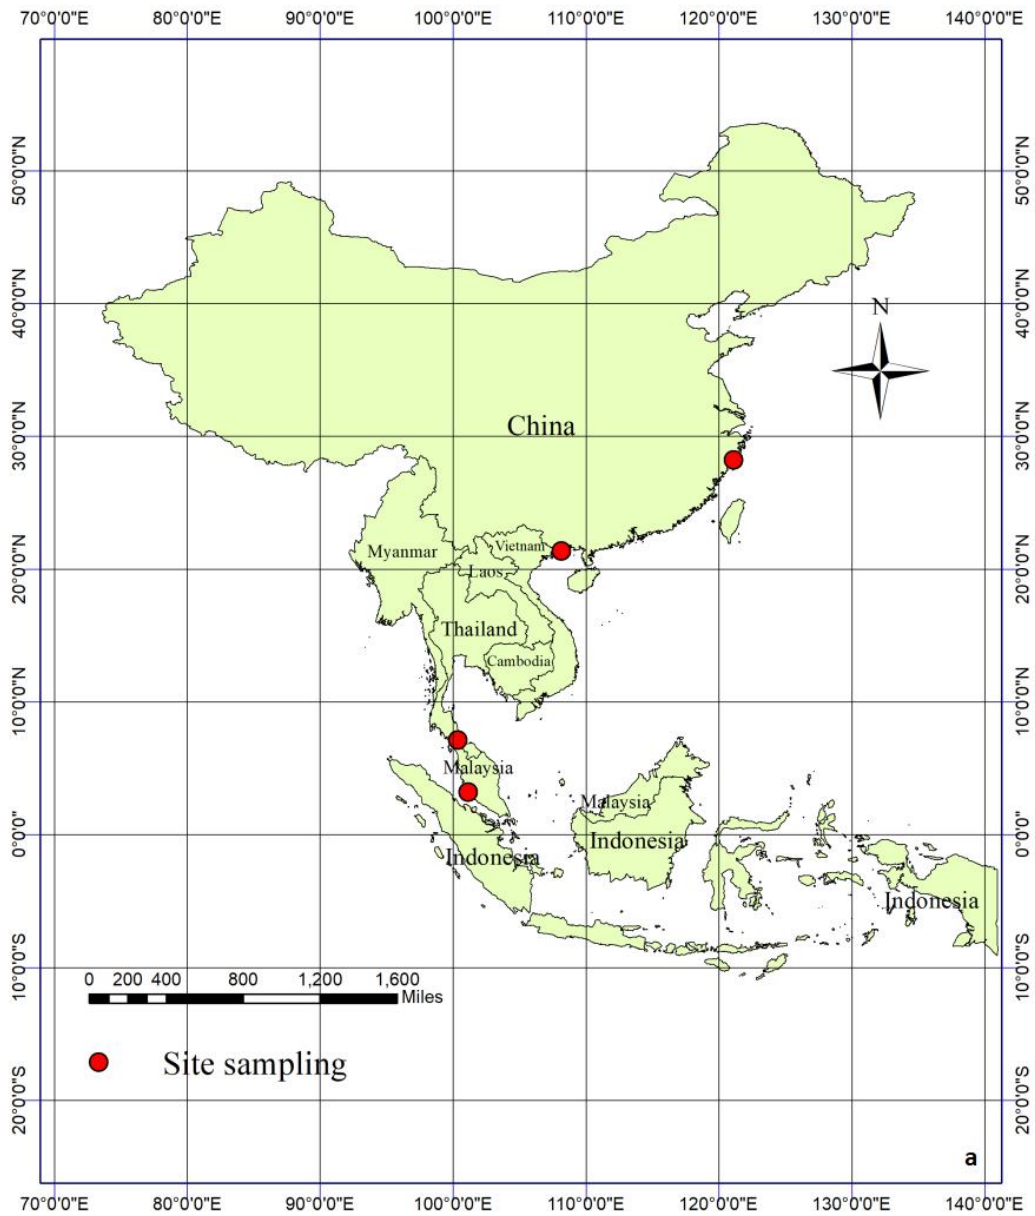 70°0'0"E 80°0'0"E 90°0'0"E 100°0'0"E 110°0'0"E 120°0'0"E 130°0'0"E 140°0'0"E
50°0'0"N 50°0'0"N
40°0'0"N 40°0'0"N
N
China
30°0'0"N 30°0'0"N
Myanmar Vietnam
Laos
20°0'0"N 20°0'0"N
Thailand
Cambodia
10°0'0"N 10°0'0"N
Malaysia
Malaysia
0°0'0" 0°0'0"
Indonesia
Indonesia
Indonesia
10°0'0"S 10°0'0"S
0 200 400 800 1,200 1,600
Miles
Site sampling
20°0'0"S 20°0'0"S
a
70°0'0"E 80°0'0"E 90°0'0"E 100°0'0"E 110°0'0"E 120°0'0"E 130°0'0"E 140°0'0"E